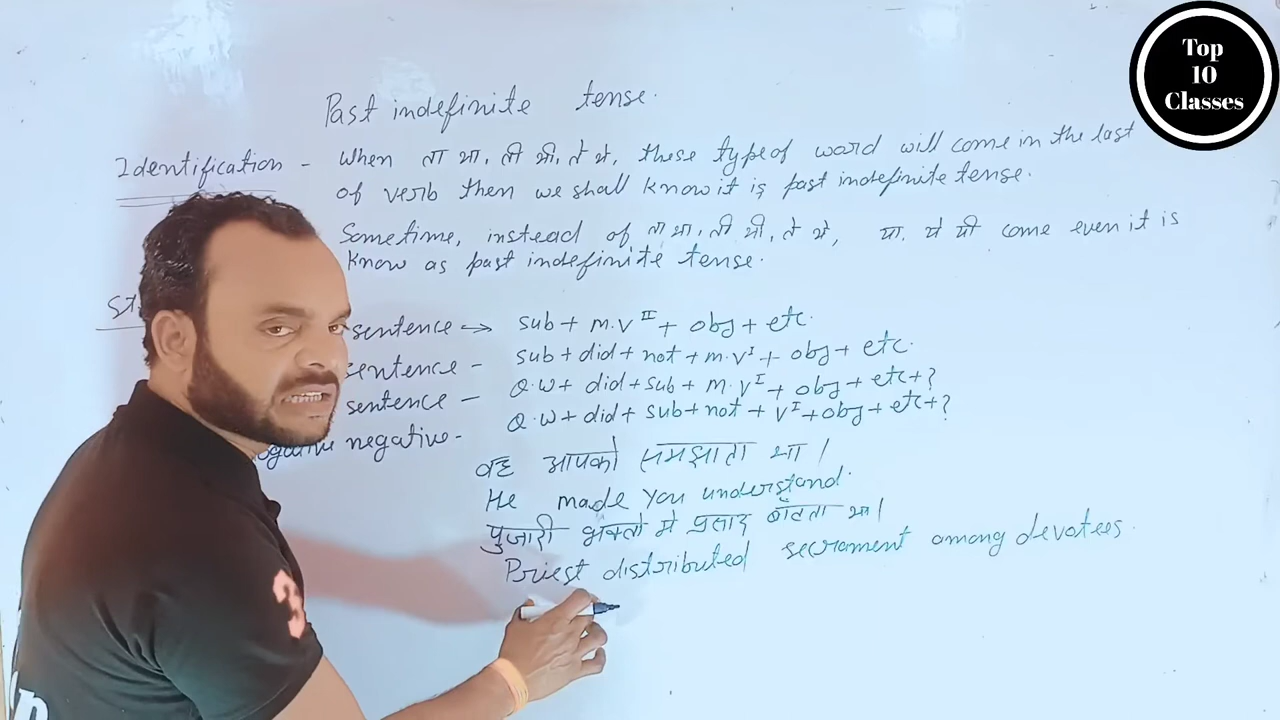 Top
10
Classes
Past indefinite tense.
Identification - When ता था, ती थी, ते थे, these type of word will come in the last
of verb then we shall know it is past indefinite tense.
Sometime, instead of ता था, ती थी, ते थे, या, ये यी come even it is
know as past indefinite tense.
St
sentence → sub + m.v II + obj + etc.
sentence - sub + did + not + m.v I + obj + etc.
sentence - Q.w + did + sub + m.v I + obj + etc + ?
negative - Q.w + did + sub + not + v I + obj + etc + ?
वह आपको समझाता था।
He made you understand.
पुजारी भक्तो मे प्रसाद बाँटता था।
Priest distributed secrament among devotees.
3